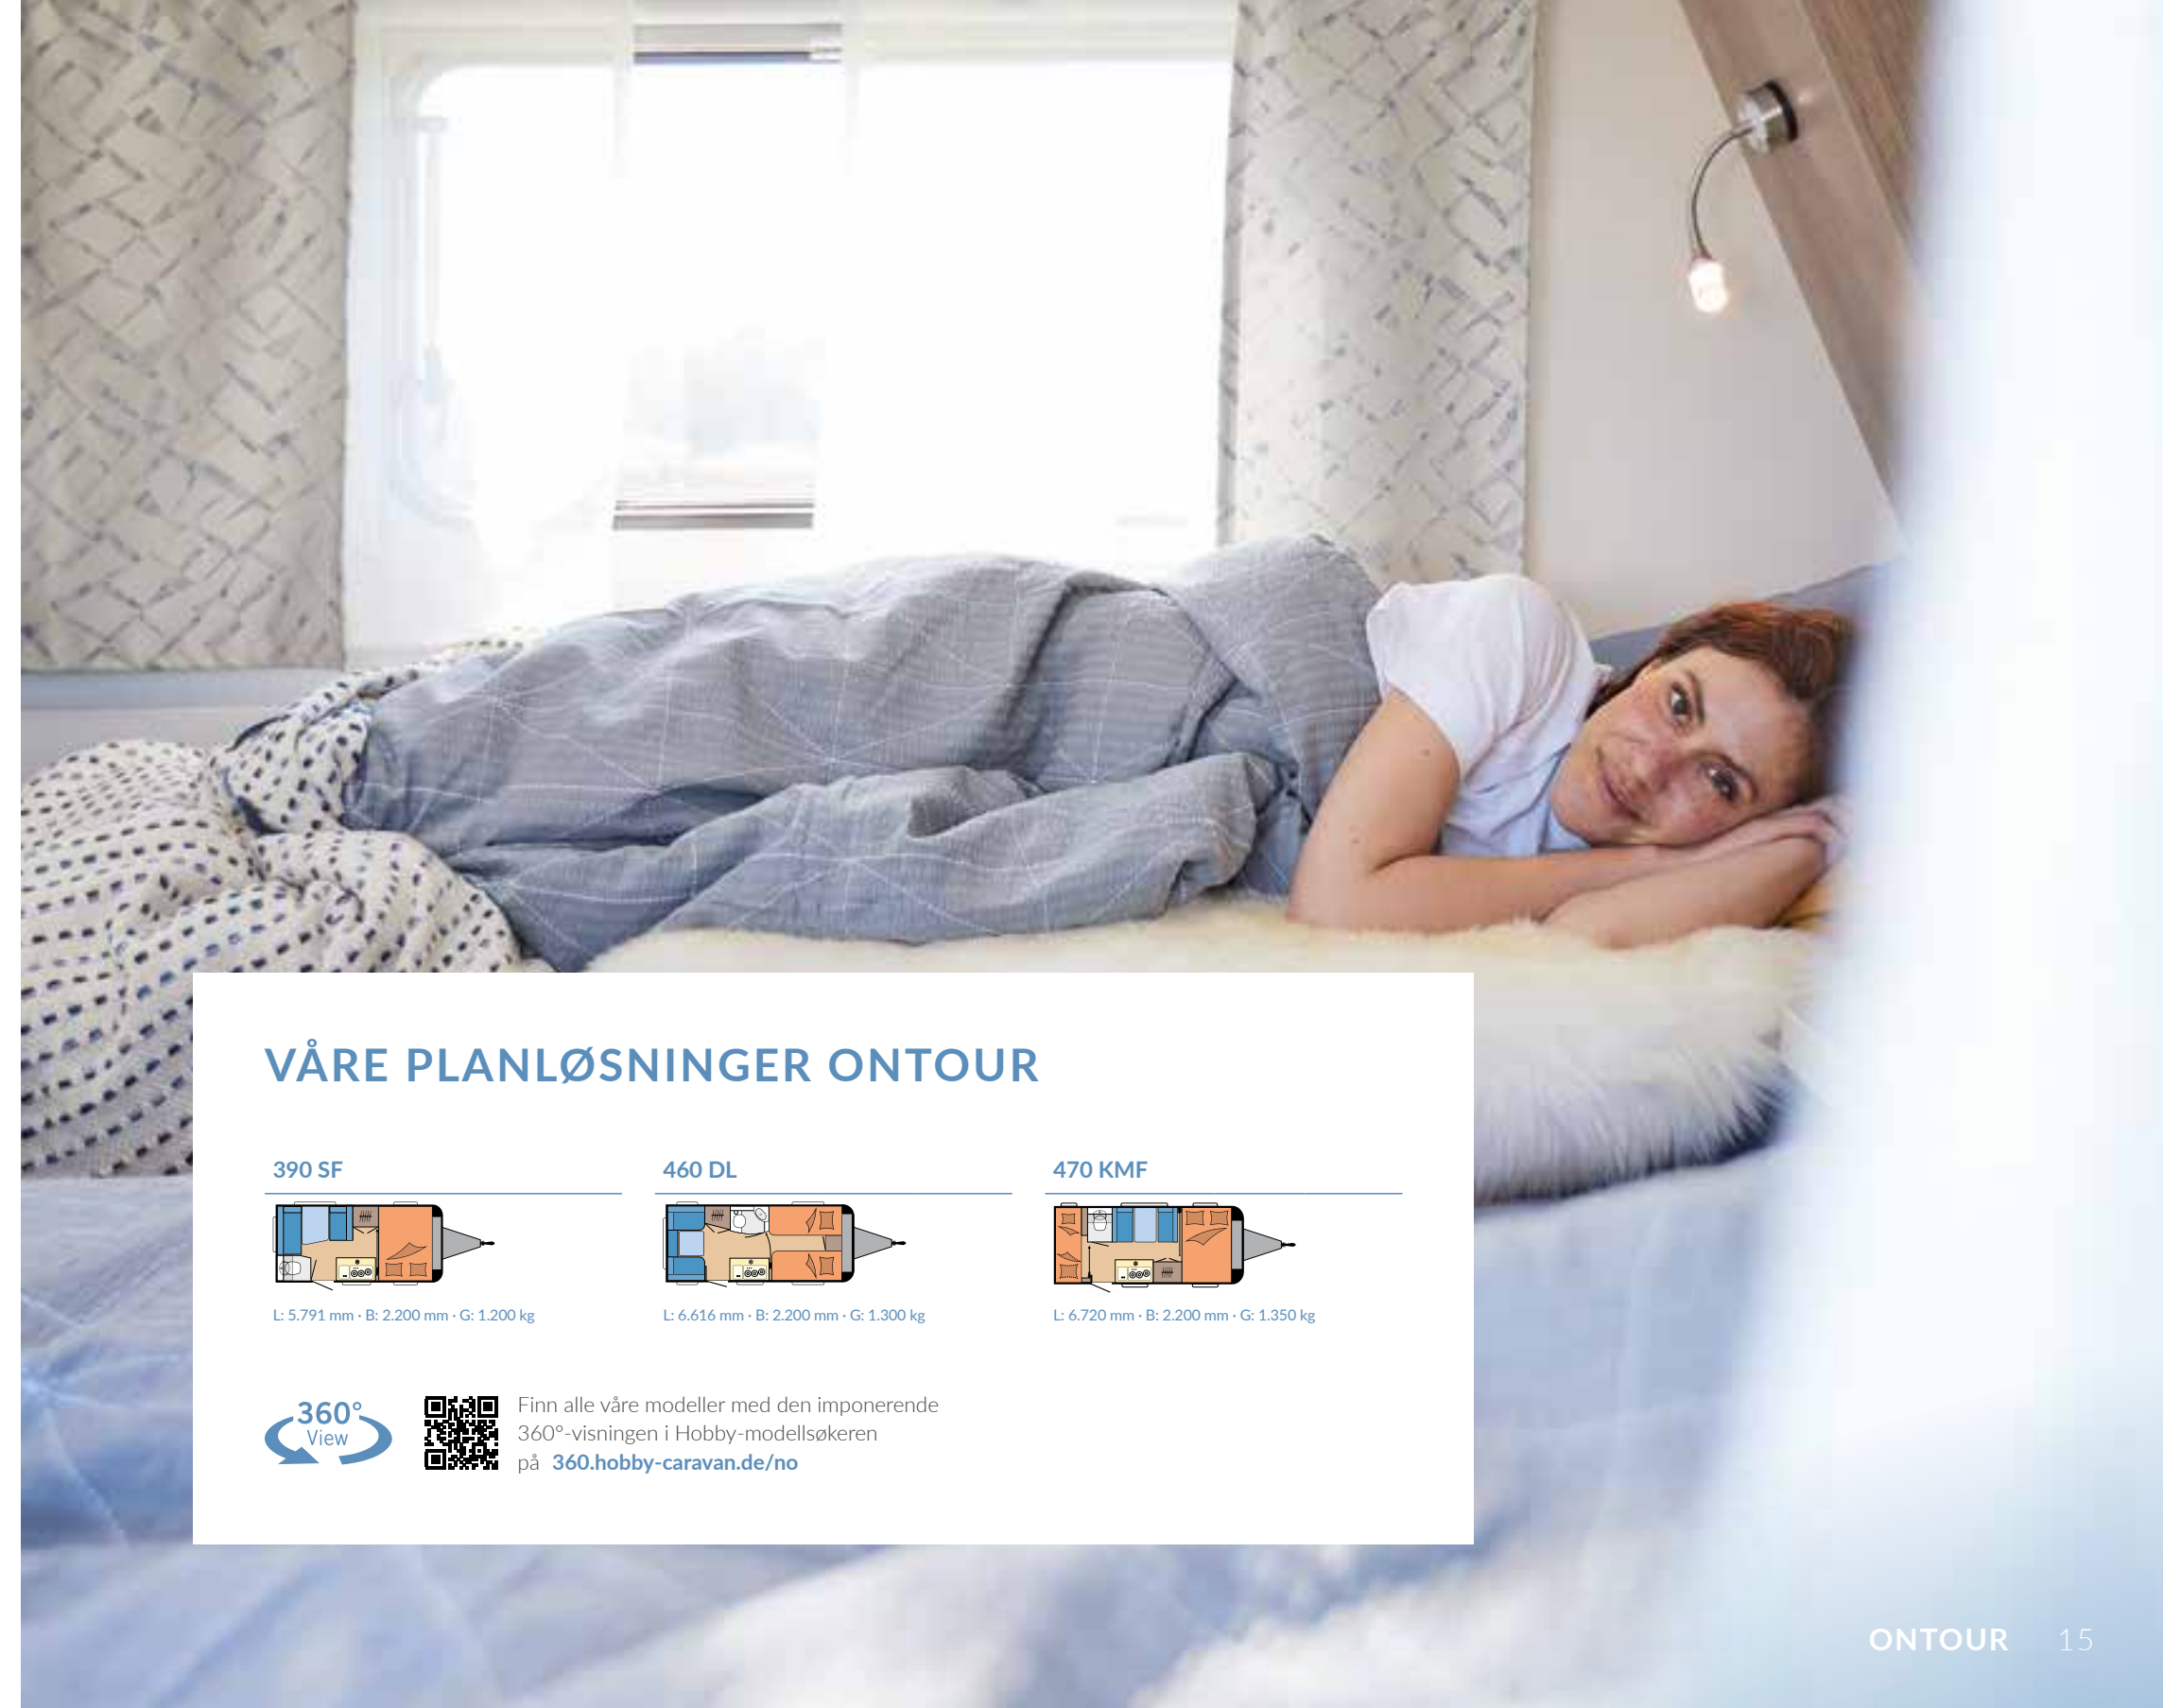 VÅRE PLANLØSNINGER ONTOUR
390 SF
L: 5.791 mm · B: 2.200 mm · G: 1.200 kg
460 DL
L: 6.616 mm · B: 2.200 mm · G: 1.300 kg
470 KMF
L: 6.720 mm · B: 2.200 mm · G: 1.350 kg
360°
View
Finn alle våre modeller med den imponerende
360°-visningen i Hobby-modellsøkeren
på 360.hobby-caravan.de/no
ONTOUR 15